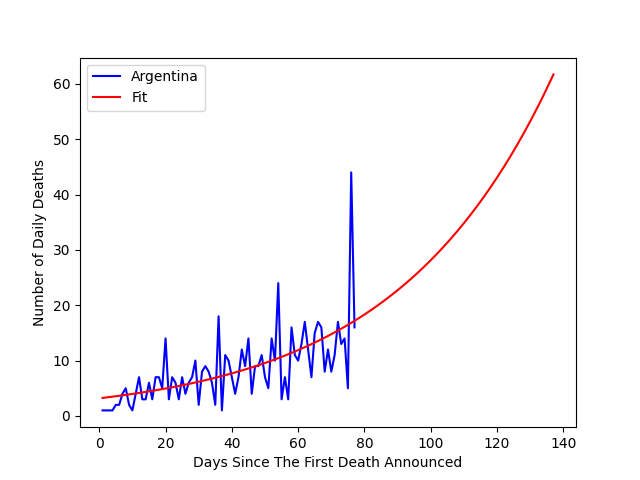 Argentina
Fit
Number of Daily Deaths
60
50
40
30
20
10
0
0 20 40 60 80 100 120 140
Days Since The First Death Announced